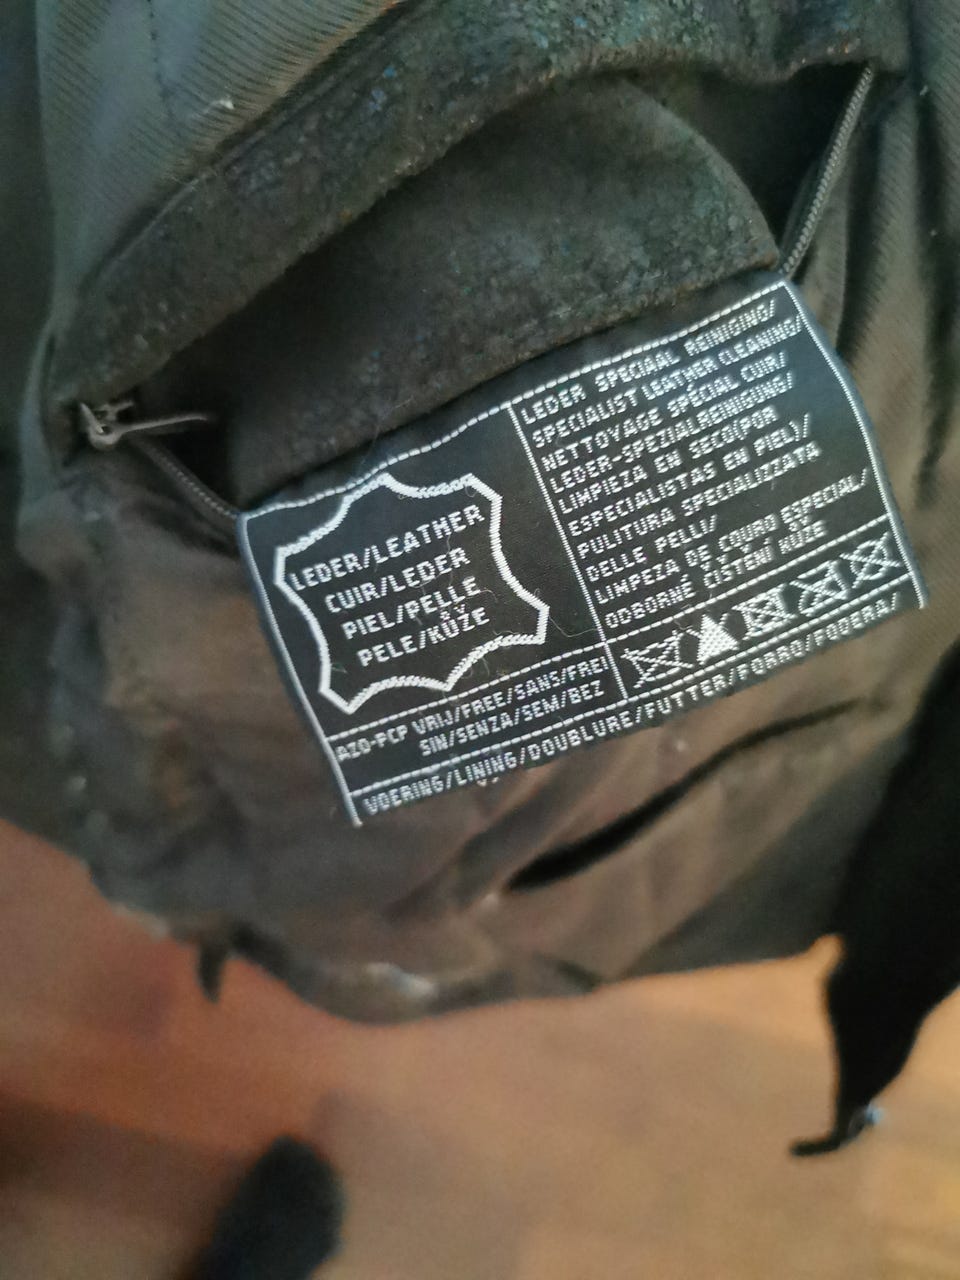 LEDER/LEATHER
CUIR/LEDER
PIEL/PELLE
PELE/KŮŽE
AZO-PCP VRIJ/FREE/SANS/FREI
SIN/SENZA/SEM/BEZ
LEDER SPECIAAL REINIGING/
SPECIALIST LEATHER CLEANING/
NETTOYAGE SPÉCIAL CUIR/
LEDER-SPEZIALREINIGUNG/
LIMPIEZA EN SECO(POR
ESPECIALISTAS EN PIEL)/
PULITURA SPECIALIZZATA
DELLE PELLI/
LIMPEZA DE COURO ESPECIAL/
ODBORNÉ ČISTĚNÍ KŮŽE
VOERING/LINING/DOUBLURE/FUTTER/FORRO/FODERA/